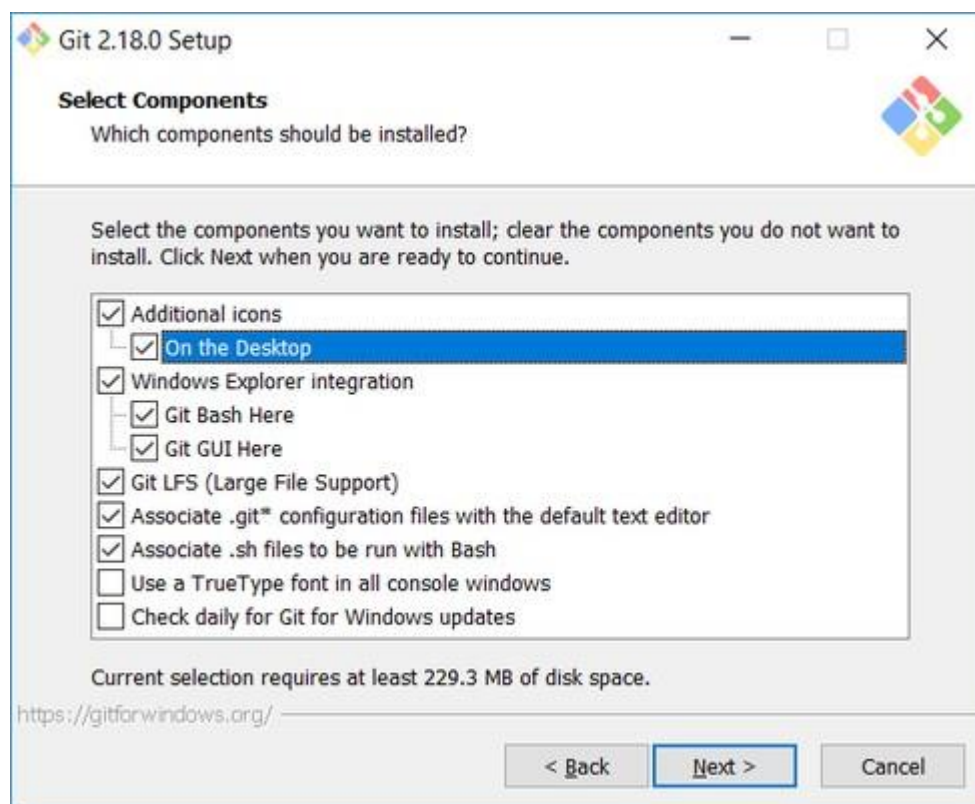 Git 2.18.0 Setup
Select Components
Which components should be installed?
Select the components you want to install; clear the components you do not want to
install. Click Next when you are ready to continue.
Additional icons
On the Desktop
Windows Explorer integration
Git Bash Here
Git GUI Here
Git LFS (Large File Support)
Associate .git* configuration files with the default text editor
Associate .sh files to be run with Bash
Use a TrueType font in all console windows
Check daily for Git for Windows updates
Current selection requires at least 229.3 MB of disk space.
https://gitforwindows.org/
< Back
Next >
Cancel